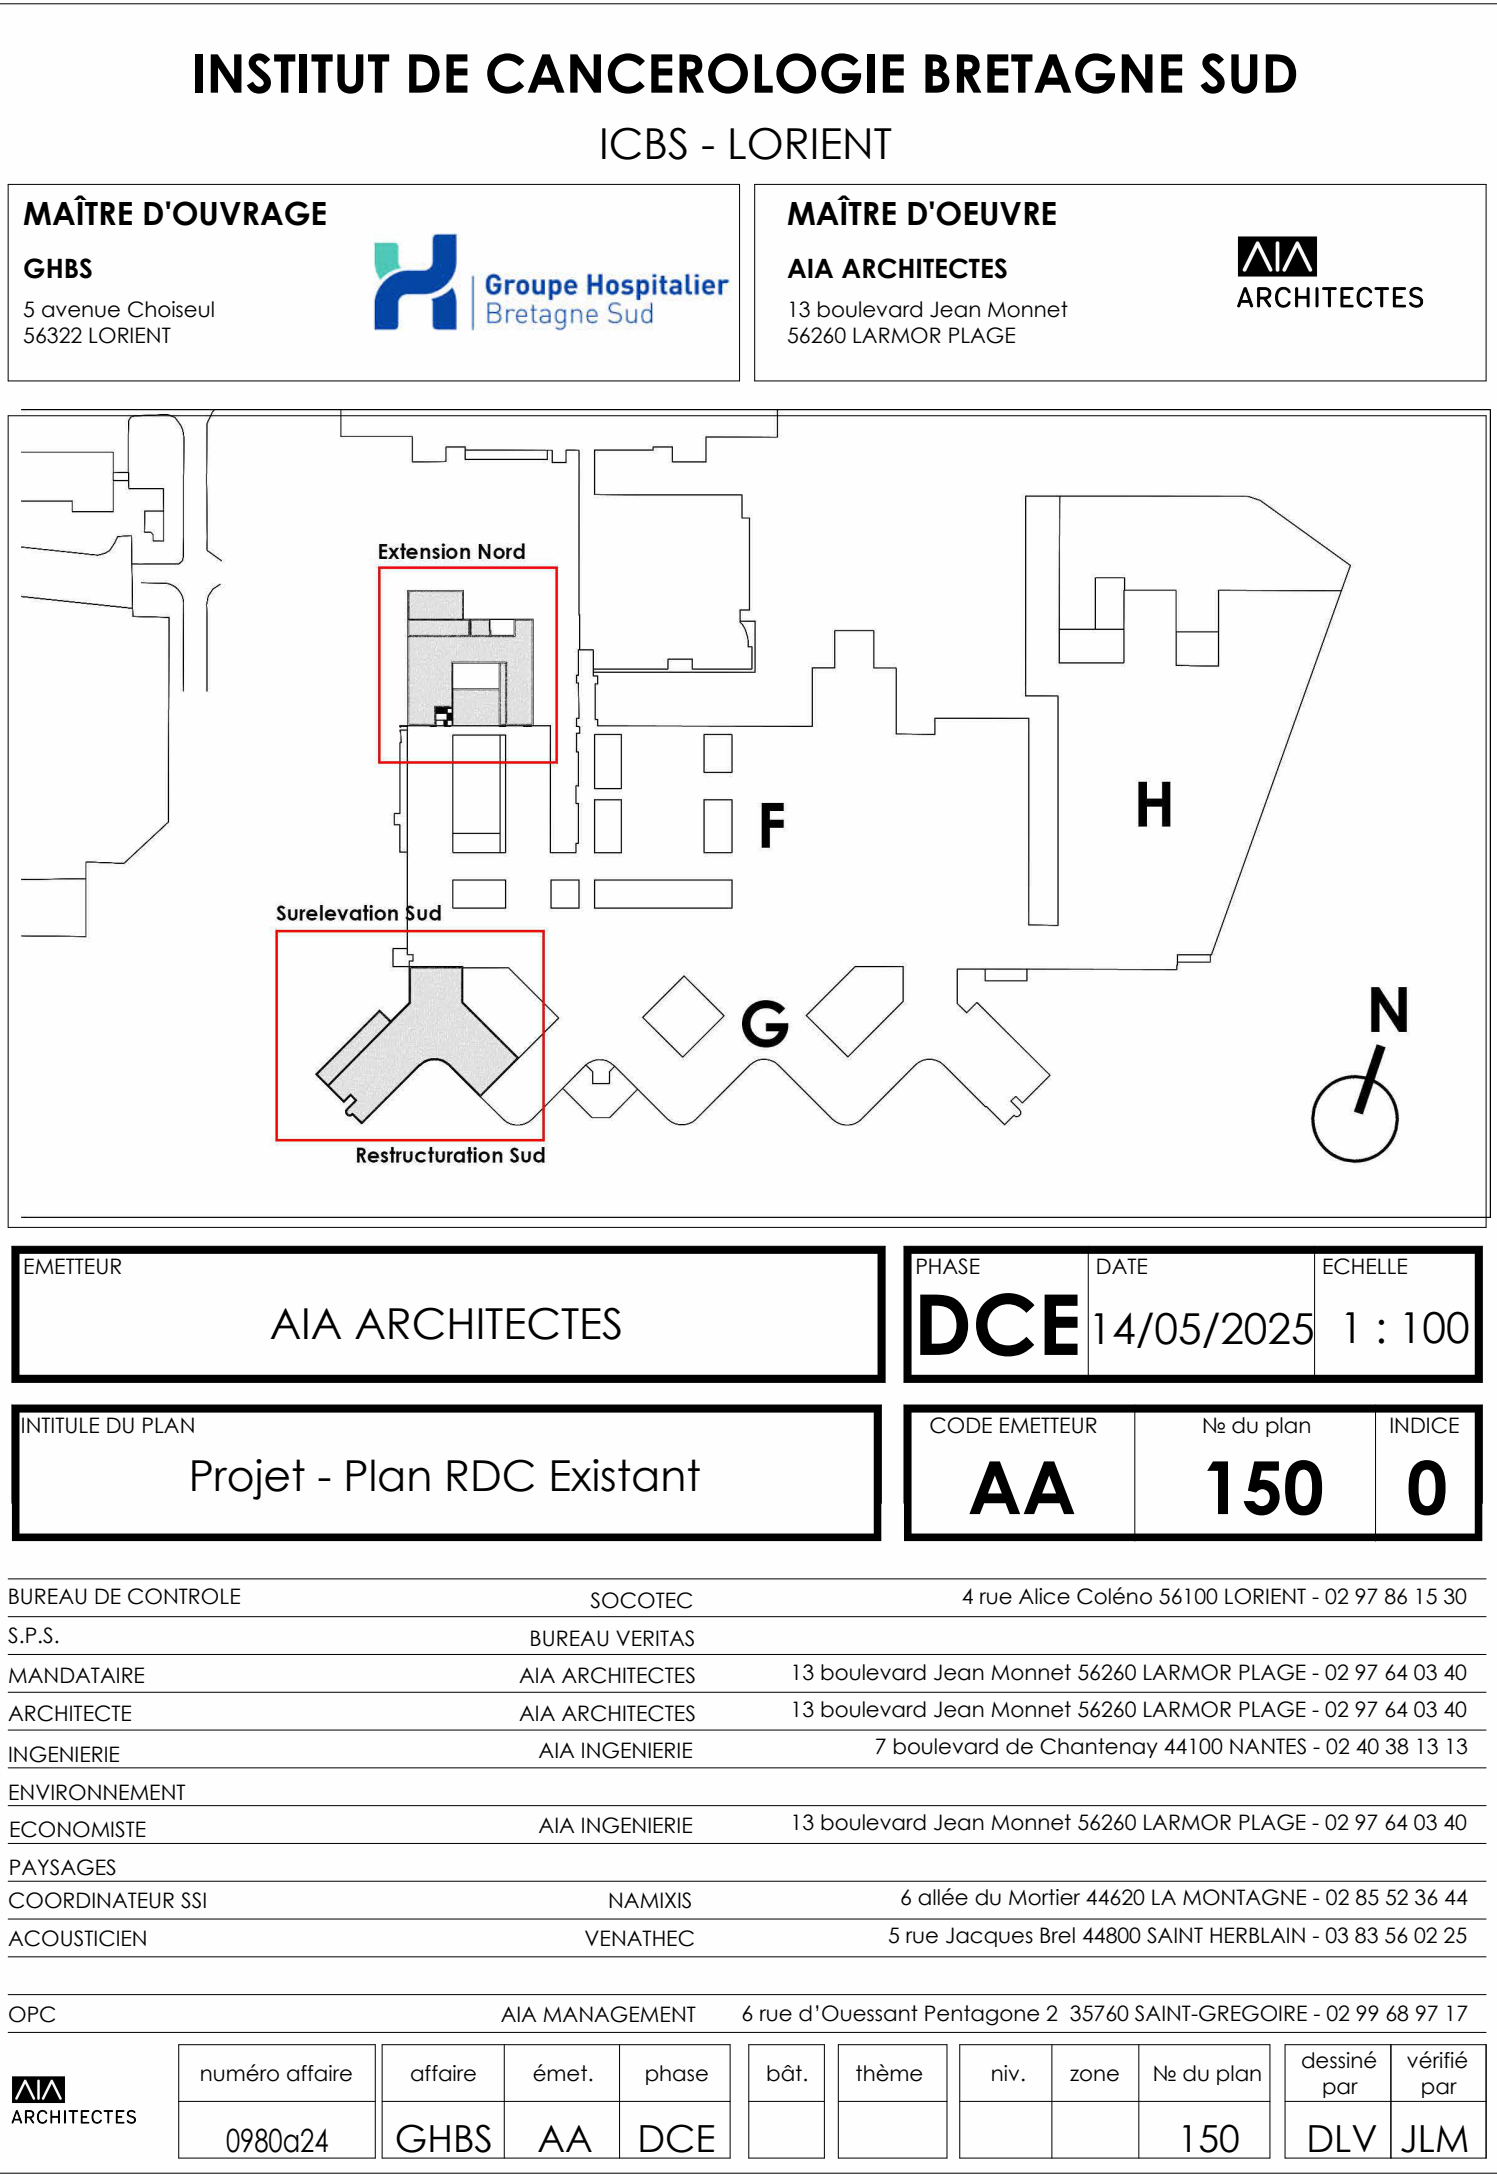 INSTITUT DE CANCEROLOGIE BRETAGNE SUD
ICBS - LORIENT
MAÎTRE D'OUVRAGE
GHBS
5 avenue Choiseul
56322 LORIENT
Groupe Hospitalier
Bretagne Sud
MAÎTRE D'OEUVRE
AIA ARCHITECTES
13 boulevard Jean Monnet
56260 LARMOR PLAGE
AIA
ARCHITECTES
Extension Nord
F
H
Surelevation Sud
G
N
Restructuration Sud
EMETTEUR
AIA ARCHITECTES
PHASE
DCE
DATE
14/05/2025
ECHELLE
1 : 100
INTITULE DU PLAN
Projet - Plan RDC Existant
CODE EMETTEUR
AA
№ du plan
150
INDICE
0
BUREAU DE CONTROLE SOCOTEC 4 rue Alice Coléno 56100 LORIENT - 02 97 86 15 30
S.P.S. BUREAU VERITAS
MANDATAIRE AIA ARCHITECTES 13 boulevard Jean Monnet 56260 LARMOR PLAGE - 02 97 64 03 40
ARCHITECTE AIA ARCHITECTES 13 boulevard Jean Monnet 56260 LARMOR PLAGE - 02 97 64 03 40
INGENIERIE AIA INGENIERIE 7 boulevard de Chantenay 44100 NANTES - 02 40 38 13 13
ENVIRONNEMENT
ECONOMISTE AIA INGENIERIE 13 boulevard Jean Monnet 56260 LARMOR PLAGE - 02 97 64 03 40
PAYSAGES
COORDINATEUR SSI NAMIXIS 6 allée du Mortier 44620 LA MONTAGNE - 02 85 52 36 44
ACOUSTICIEN VENATHEC 5 rue Jacques Brel 44800 SAINT HERBLAIN - 03 83 56 02 25
OPC AIA MANAGEMENT 6 rue d'Ouessant Pentagone 2 35760 SAINT-GREGOIRE - 02 99 68 97 17
AIA
ARCHITECTES
numéro affaire affaire émet. phase bât. thème niv. zone № du plan dessiné par vérifié par
0980a24 GHBS AA DCE 150 DLV JLM